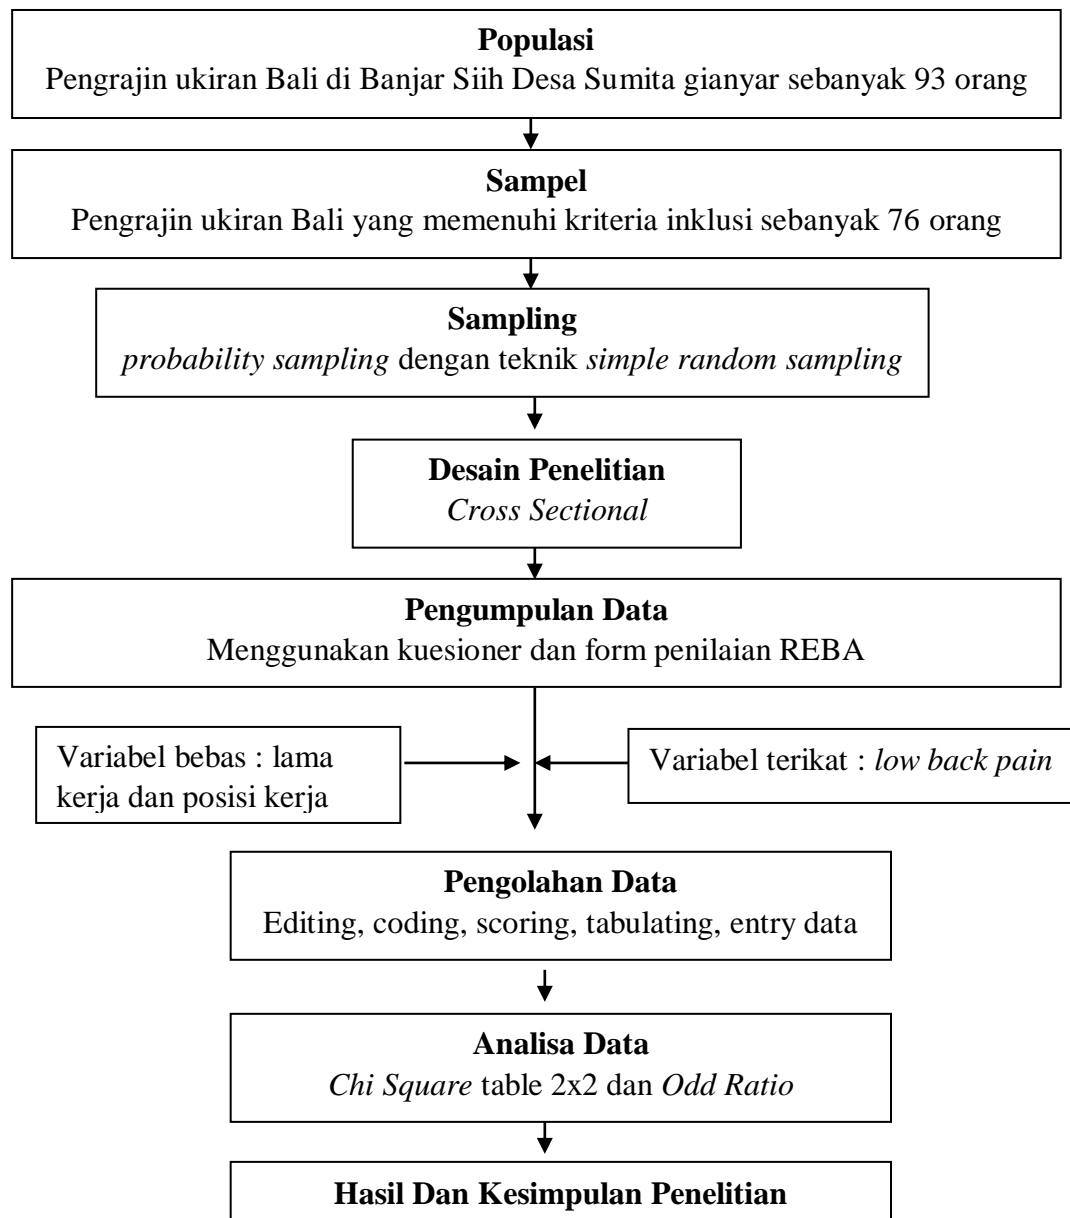 Populasi
Pengrajin ukiran Bali di Banjar Siih Desa Sumita gianyar sebanyak 93 orang
Sampel
Pengrajin ukiran Bali yang memenuhi kriteria inklusi sebanyak 76 orang
Sampling
probability sampling dengan teknik simple random sampling
Desain Penelitian
Cross Sectional
Pengumpulan Data
Menggunakan kuesioner dan form penilaian REBA
Variabel bebas : lama
kerja dan posisi kerja
Variabel terikat : low back pain
Pengolahan Data
Editing, coding, scoring, tabulating, entry data
Analisa Data
Chi Square table 2x2 dan Odd Ratio
Hasil Dan Kesimpulan Penelitian